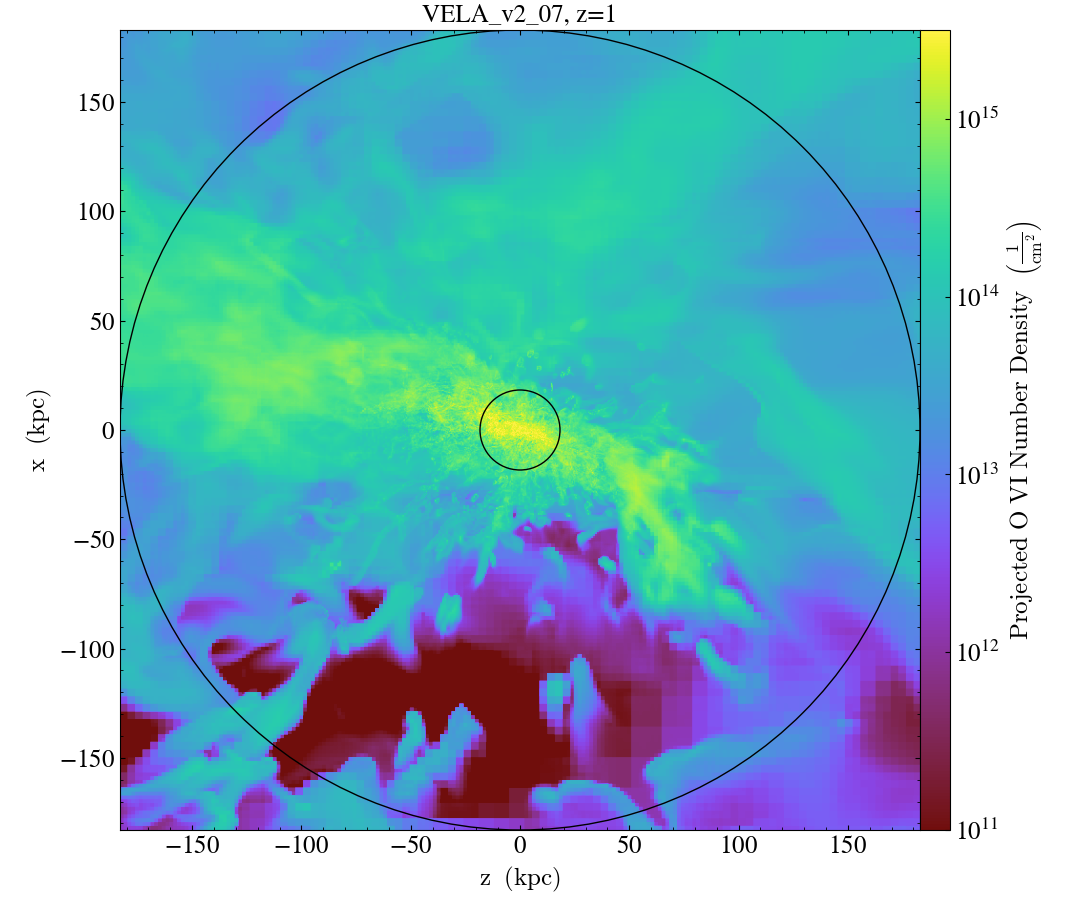 VELA_v2_07, z=1
150
100
50
0
−50
−100
−150
x (kpc)
−150 −100 −50 0 50 100 150
z (kpc)
10^15
10^14
10^13
10^12
10^11
Projected O VI Number Density (1/cm^2)